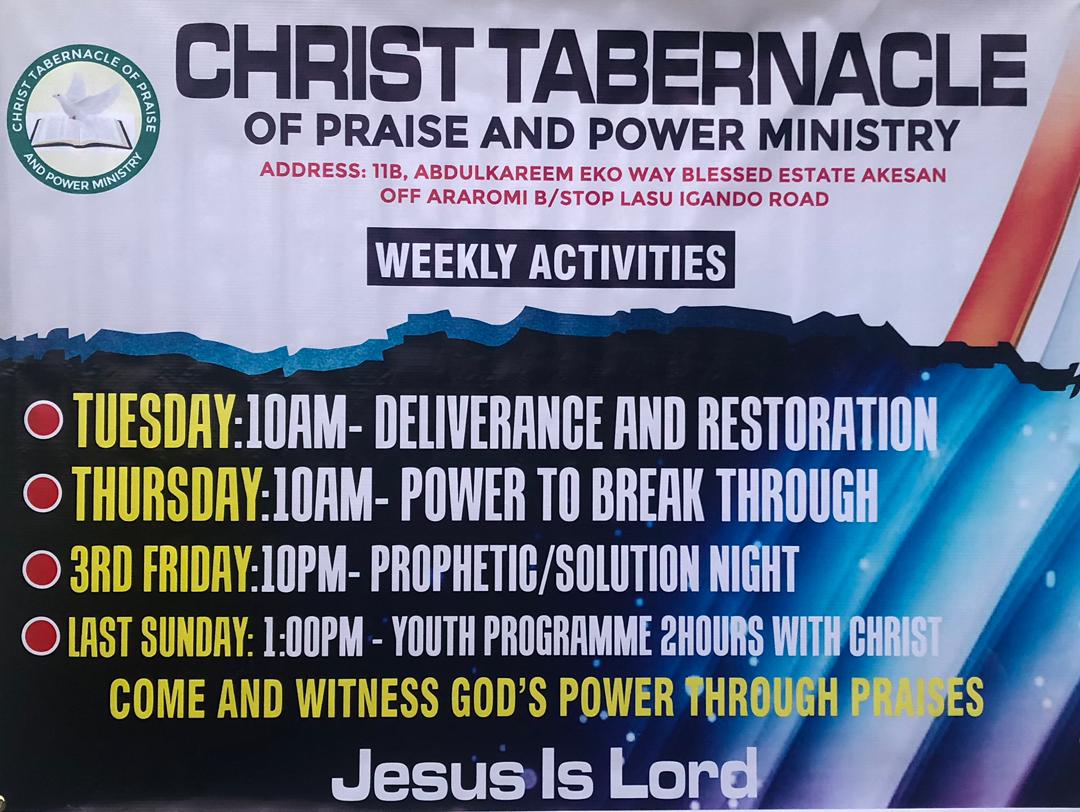 CHRIST TABERNACLE OF PRAISE
AND POWER MINISTRY
CHRIST TABERNACLE
OF PRAISE AND POWER MINISTRY
ADDRESS: 11B, ABDULKAREEM EKO WAY BLESSED ESTATE AKESAN
OFF ARAROMI B/STOP LASU IGANDO ROAD
WEEKLY ACTIVITIES
TUESDAY:10AM- DELIVERANCE AND RESTORATION
THURSDAY:10AM- POWER TO BREAK THROUGH
3RD FRIDAY:10PM- PROPHETIC/SOLUTION NIGHT
LAST SUNDAY: 1:00PM - YOUTH PROGRAMME 2HOURS WITH CHRIST
COME AND WITNESS GOD'S POWER THROUGH PRAISES
Jesus Is Lord